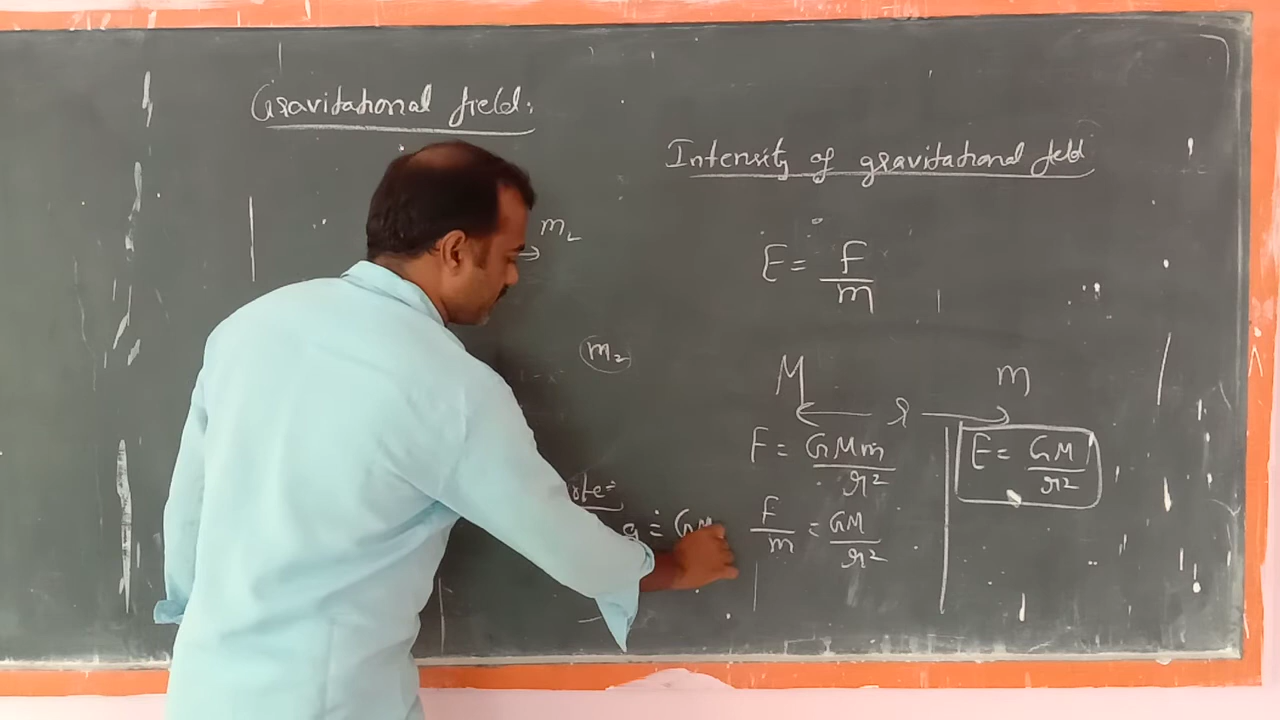 Gravitational field:
m₂
m₂
g = GM
Intensity of gravitational field
E = F/m
M m
r
F = GMm/r²
F/m = GM/r²
E = GM/r²